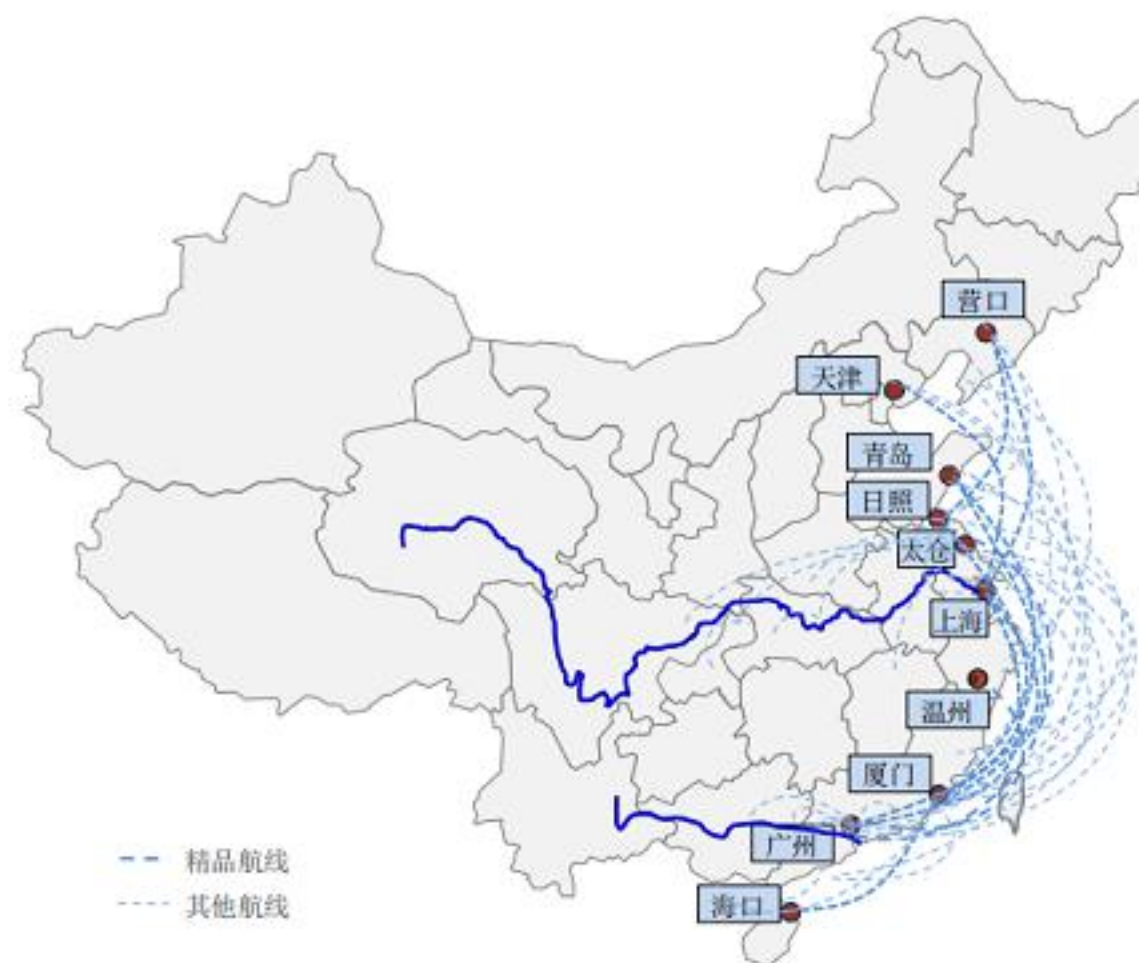 营口
天津
青岛
日照
太仓
上海
温州
厦门
广州
海口
精品航线
其他航线